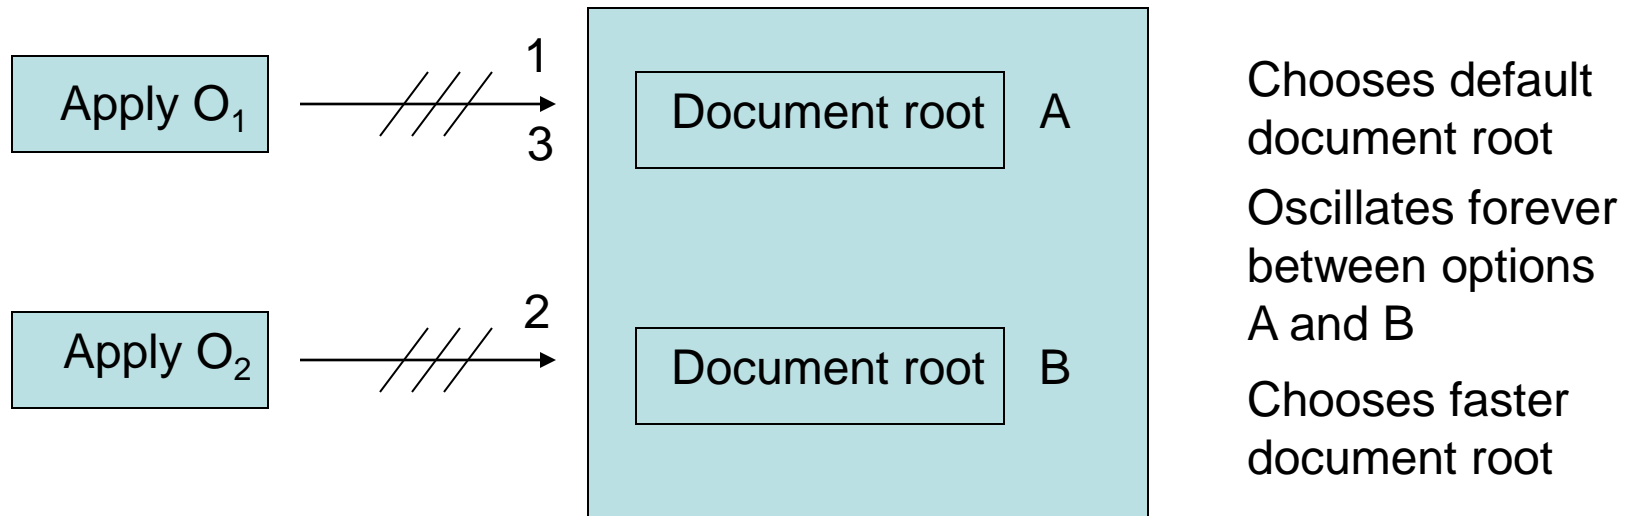 Apply O₁
1
3
Document root
A
Apply O₂
2
Document root
B
Chooses default
document root
Oscillates forever
between options
A and B
Chooses faster
document root